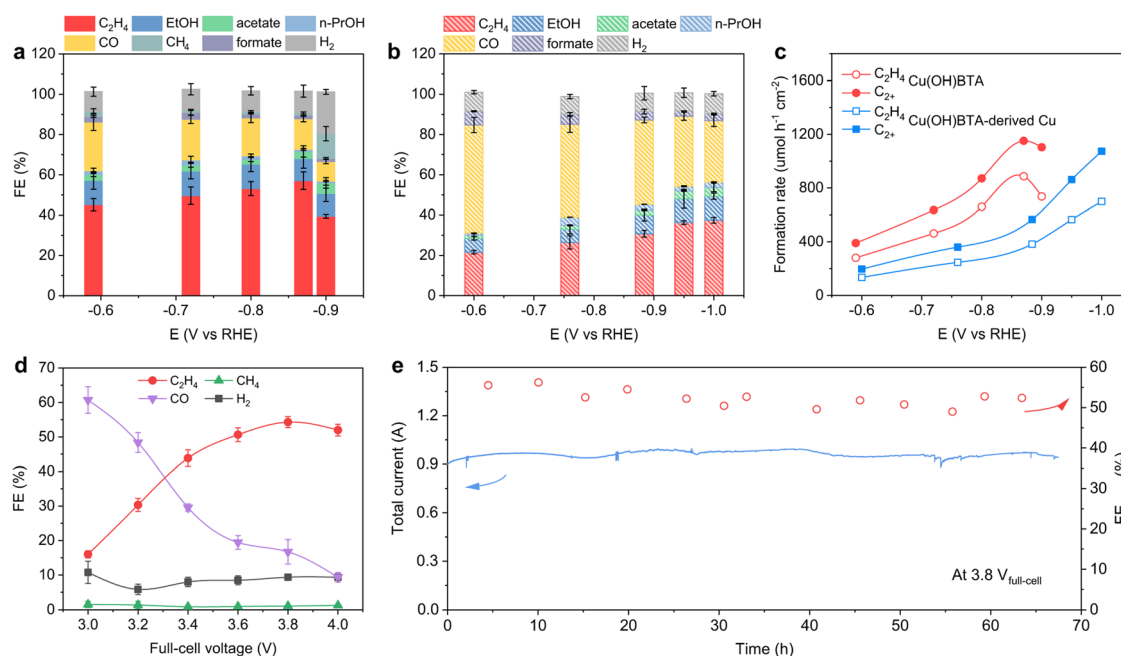 a
C₂H₄ EtOH acetate n-PrOH
CO CH₄ formate H₂
120
100
80
60
40
20
0
FE (%)
-0.6 -0.7 -0.8 -0.9
E (V vs RHE)
b
C₂H₄ EtOH acetate n-PrOH
CO formate H₂
120
100
80
60
40
20
0
FE (%)
-0.6 -0.7 -0.8 -0.9 -1.0
E (V vs RHE)
c
C₂H₄ Cu(OH)BTA
C₂₊
C₂H₄ Cu(OH)BTA-derived Cu
C₂₊
1600
1200
800
400
0
Formation rate (umol h⁻¹ cm⁻²)
-0.6 -0.7 -0.8 -0.9 -1.0
E (V vs RHE)
d
C₂H₄ CH₄
CO H₂
70
60
50
40
30
20
10
0
FE (%)
3.0 3.2 3.4 3.6 3.8 4.0
Full-cell voltage (V)
e
1.5
1.2
0.9
0.6
0.3
0.0
Total current (A)
60
50
40
30
20
10
0
FE (%)
At 3.8 V full-cell
0 10 20 30 40 50 60 70
Time (h)